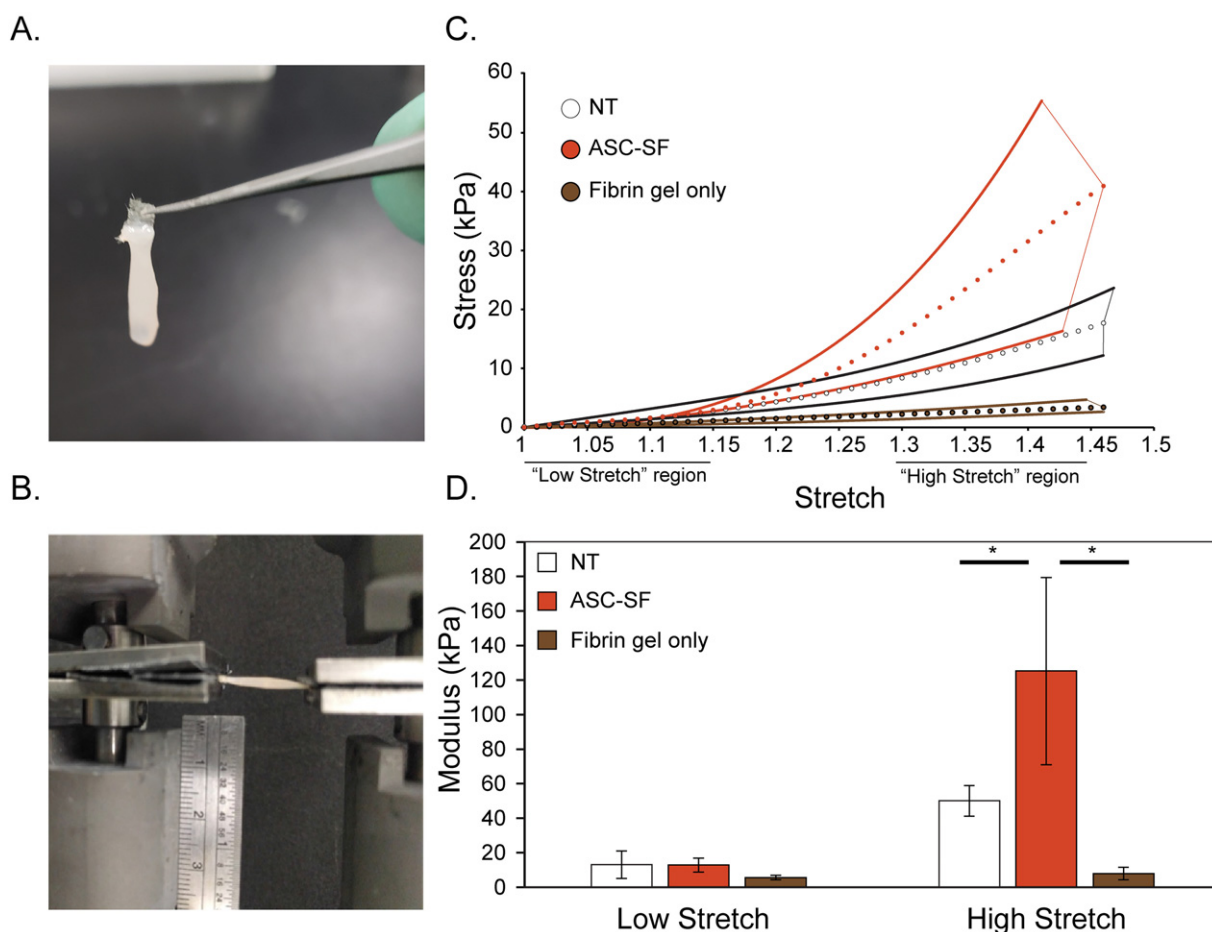 A.
B.
C.
60
50
40
30
20
10
0
Stress (kPa)
NT
ASC-SF
Fibrin gel only
1 1.05 1.1 1.15 1.2 1.25 1.3 1.35 1.4 1.45 1.5
“Low Stretch” region “High Stretch” region
Stretch
D.
200
180
160
140
120
100
80
60
40
20
0
Modulus (kPa)
NT
ASC-SF
Fibrin gel only
* *
Low Stretch High Stretch
1
2
3